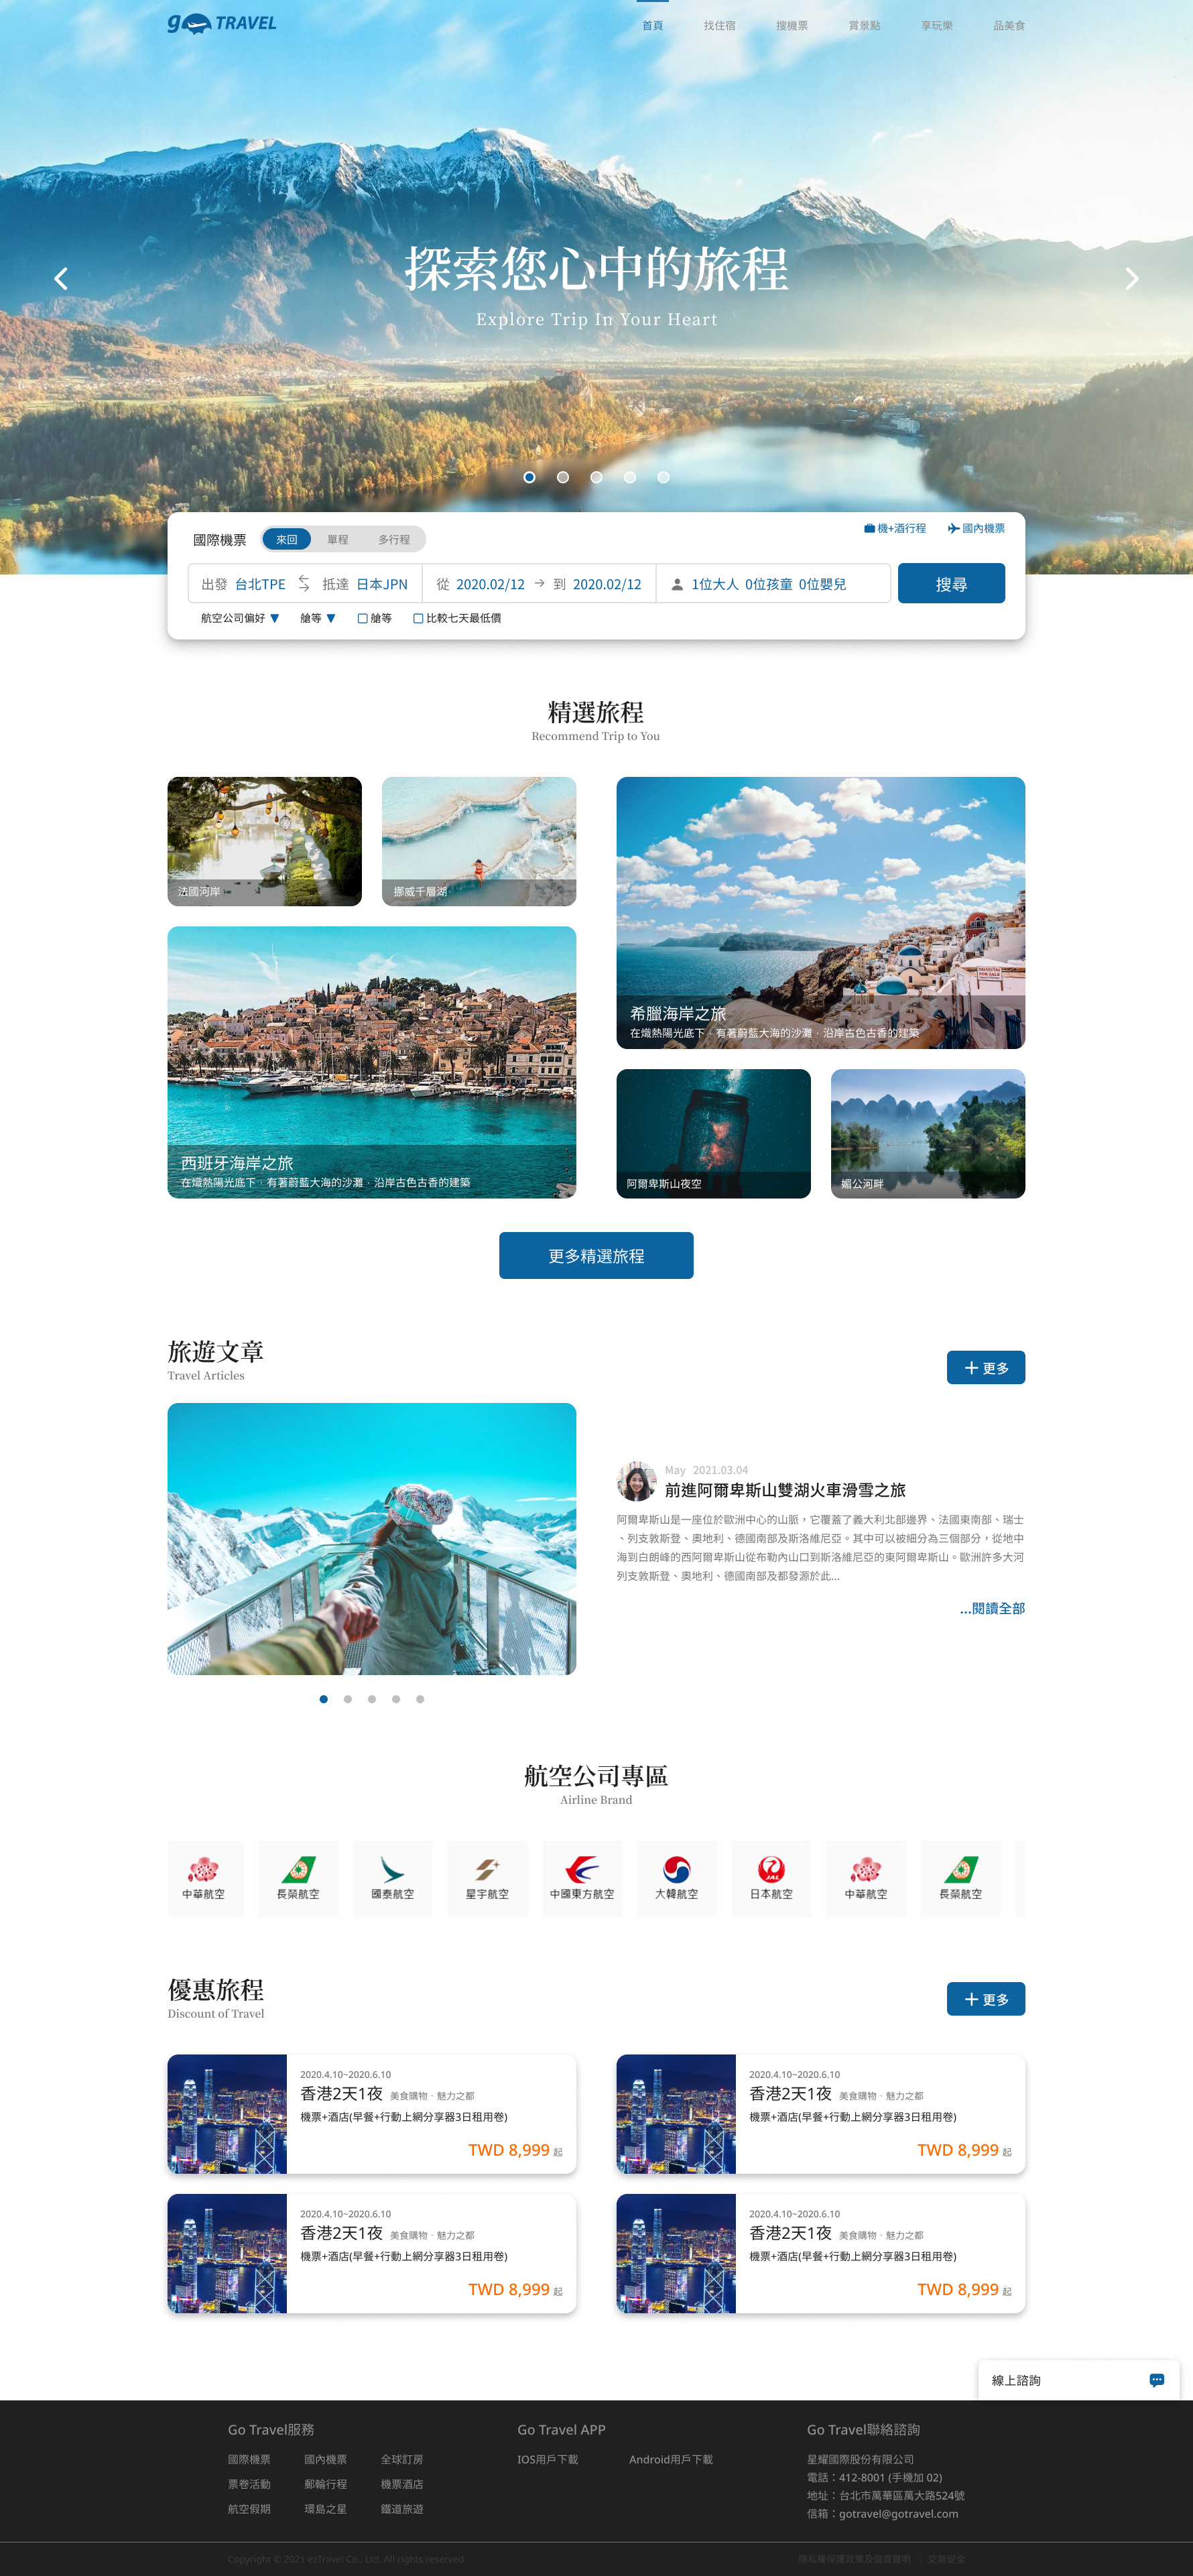 go TRAVEL
首頁 找住宿 搜機票 賞景點 享玩樂 品美食
探索您心中的旅程
Explore Trip In Your Heart
國際機票 來回 單程 多行程
機+酒行程 國內機票
出發 台北TPE 抵達 日本JPN 從 2020.02/12 到 2020.02/12 1位大人 0位孩童 0位嬰兒 搜尋
航空公司偏好 艙等 艙等 比較七天最低價
精選旅程
Recommend Trip to You
法國河岸
挪威千層湖
希臘海岸之旅
在熾熱陽光底下．有著蔚藍大海的沙灘．沿岸古色古香的建築
西班牙海岸之旅
在熾熱陽光底下．有著蔚藍大海的沙灘．沿岸古色古香的建築
阿爾卑斯山夜空
媚公河畔
更多精選旅程
旅遊文章
Travel Articles
更多
May 2021.03.04
前進阿爾卑斯山雙湖火車滑雪之旅
阿爾卑斯山是一座位於歐洲中心的山脈，它覆蓋了義大利北部邊界、法國東南部、瑞士
、列支敦斯登、奧地利、德國南部及斯洛維尼亞。其中可以被細分為三個部分，從地中
海到白朗峰的西阿爾卑斯山從布勒內山口到斯洛維尼亞的東阿爾卑斯山。歐洲許多大河
列支敦斯登、奧地利、德國南部及都發源於此...
...閱讀全部
航空公司專區
Airline Brand
中華航空 長榮航空 國泰航空 星宇航空 中國東方航空 大韓航空 日本航空 中華航空 長榮航空
JAL
優惠旅程
Discount of Travel
更多
2020.4.10~2020.6.10
香港2天1夜 美食購物．魅力之都
機票+酒店(早餐+行動上網分享器3日租用卷)
TWD 8,999 起
2020.4.10~2020.6.10
香港2天1夜 美食購物．魅力之都
機票+酒店(早餐+行動上網分享器3日租用卷)
TWD 8,999 起
2020.4.10~2020.6.10
香港2天1夜 美食購物．魅力之都
機票+酒店(早餐+行動上網分享器3日租用卷)
TWD 8,999 起
2020.4.10~2020.6.10
香港2天1夜 美食購物．魅力之都
機票+酒店(早餐+行動上網分享器3日租用卷)
TWD 8,999 起
線上諮詢
Go Travel服務
國際機票 國內機票 全球訂房
票卷活動 郵輪行程 機票酒店
航空假期 環島之星 鐵道旅遊
Go Travel APP
IOS用戶下載 Android用戶下載
Go Travel聯絡諮詢
星耀國際股份有限公司
電話：412-8001 (手機加 02)
地址：台北市萬華區萬大路524號
信箱：gotravel@gotravel.com
Copyright © 2021 ezTravel Co., Ltd. All rights reserved.
隱私權保護政策及個資聲明 | 交易安全